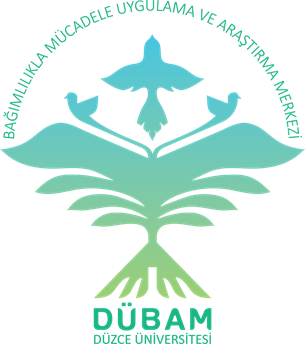 BAĞIMLILIKLA MÜCADELE UYGULAMA VE ARAŞTIRMA MERKEZİ
DÜBAM
DÜZCE ÜNİVERSİTESİ